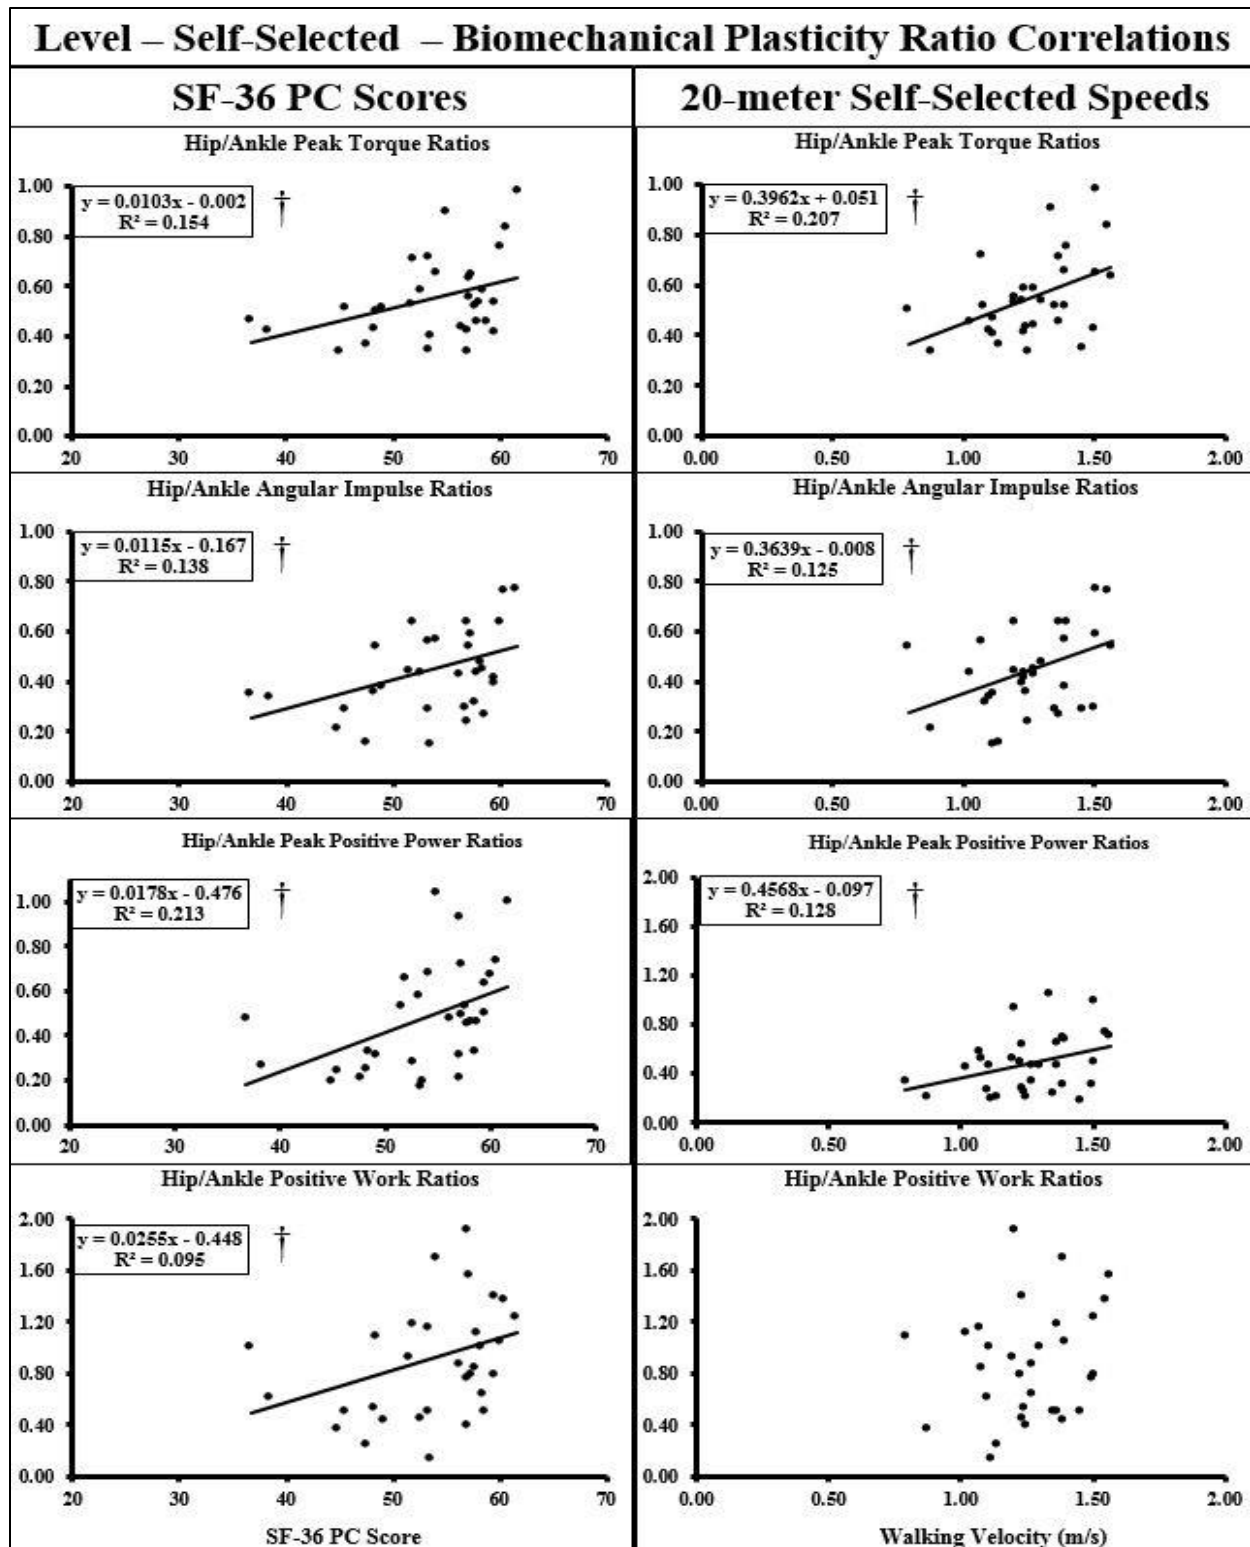 Level – Self-Selected – Biomechanical Plasticity Ratio Correlations
SF-36 PC Scores
20-meter Self-Selected Speeds
Hip/Ankle Peak Torque Ratios
1.00
0.80
0.60
0.40
0.20
0.00
y = 0.0103x - 0.002
R² = 0.154
†
20 30 40 50 60 70
Hip/Ankle Peak Torque Ratios
1.00
0.80
0.60
0.40
0.20
0.00
y = 0.3962x + 0.051
R² = 0.207
†
0.00 0.50 1.00 1.50 2.00
Hip/Ankle Angular Impulse Ratios
1.00
0.80
0.60
0.40
0.20
0.00
y = 0.0115x - 0.167
R² = 0.138
†
20 30 40 50 60 70
Hip/Ankle Angular Impulse Ratios
1.00
0.80
0.60
0.40
0.20
0.00
y = 0.3639x - 0.008
R² = 0.125
†
0.00 0.50 1.00 1.50 2.00
Hip/Ankle Peak Positive Power Ratios
1.00
0.80
0.60
0.40
0.20
0.00
y = 0.0178x - 0.476
R² = 0.213
†
20 30 40 50 60 70
Hip/Ankle Peak Positive Power Ratios
2.00
1.60
1.20
0.80
0.40
0.00
y = 0.4568x - 0.097
R² = 0.128
†
0.00 0.50 1.00 1.50 2.00
Hip/Ankle Positive Work Ratios
2.00
1.60
1.20
0.80
0.40
0.00
y = 0.0255x - 0.448
R² = 0.095
†
20 30 40 50 60 70
SF-36 PC Score
Hip/Ankle Positive Work Ratios
2.00
1.60
1.20
0.80
0.40
0.00
0.00 0.50 1.00 1.50 2.00
Walking Velocity (m/s)